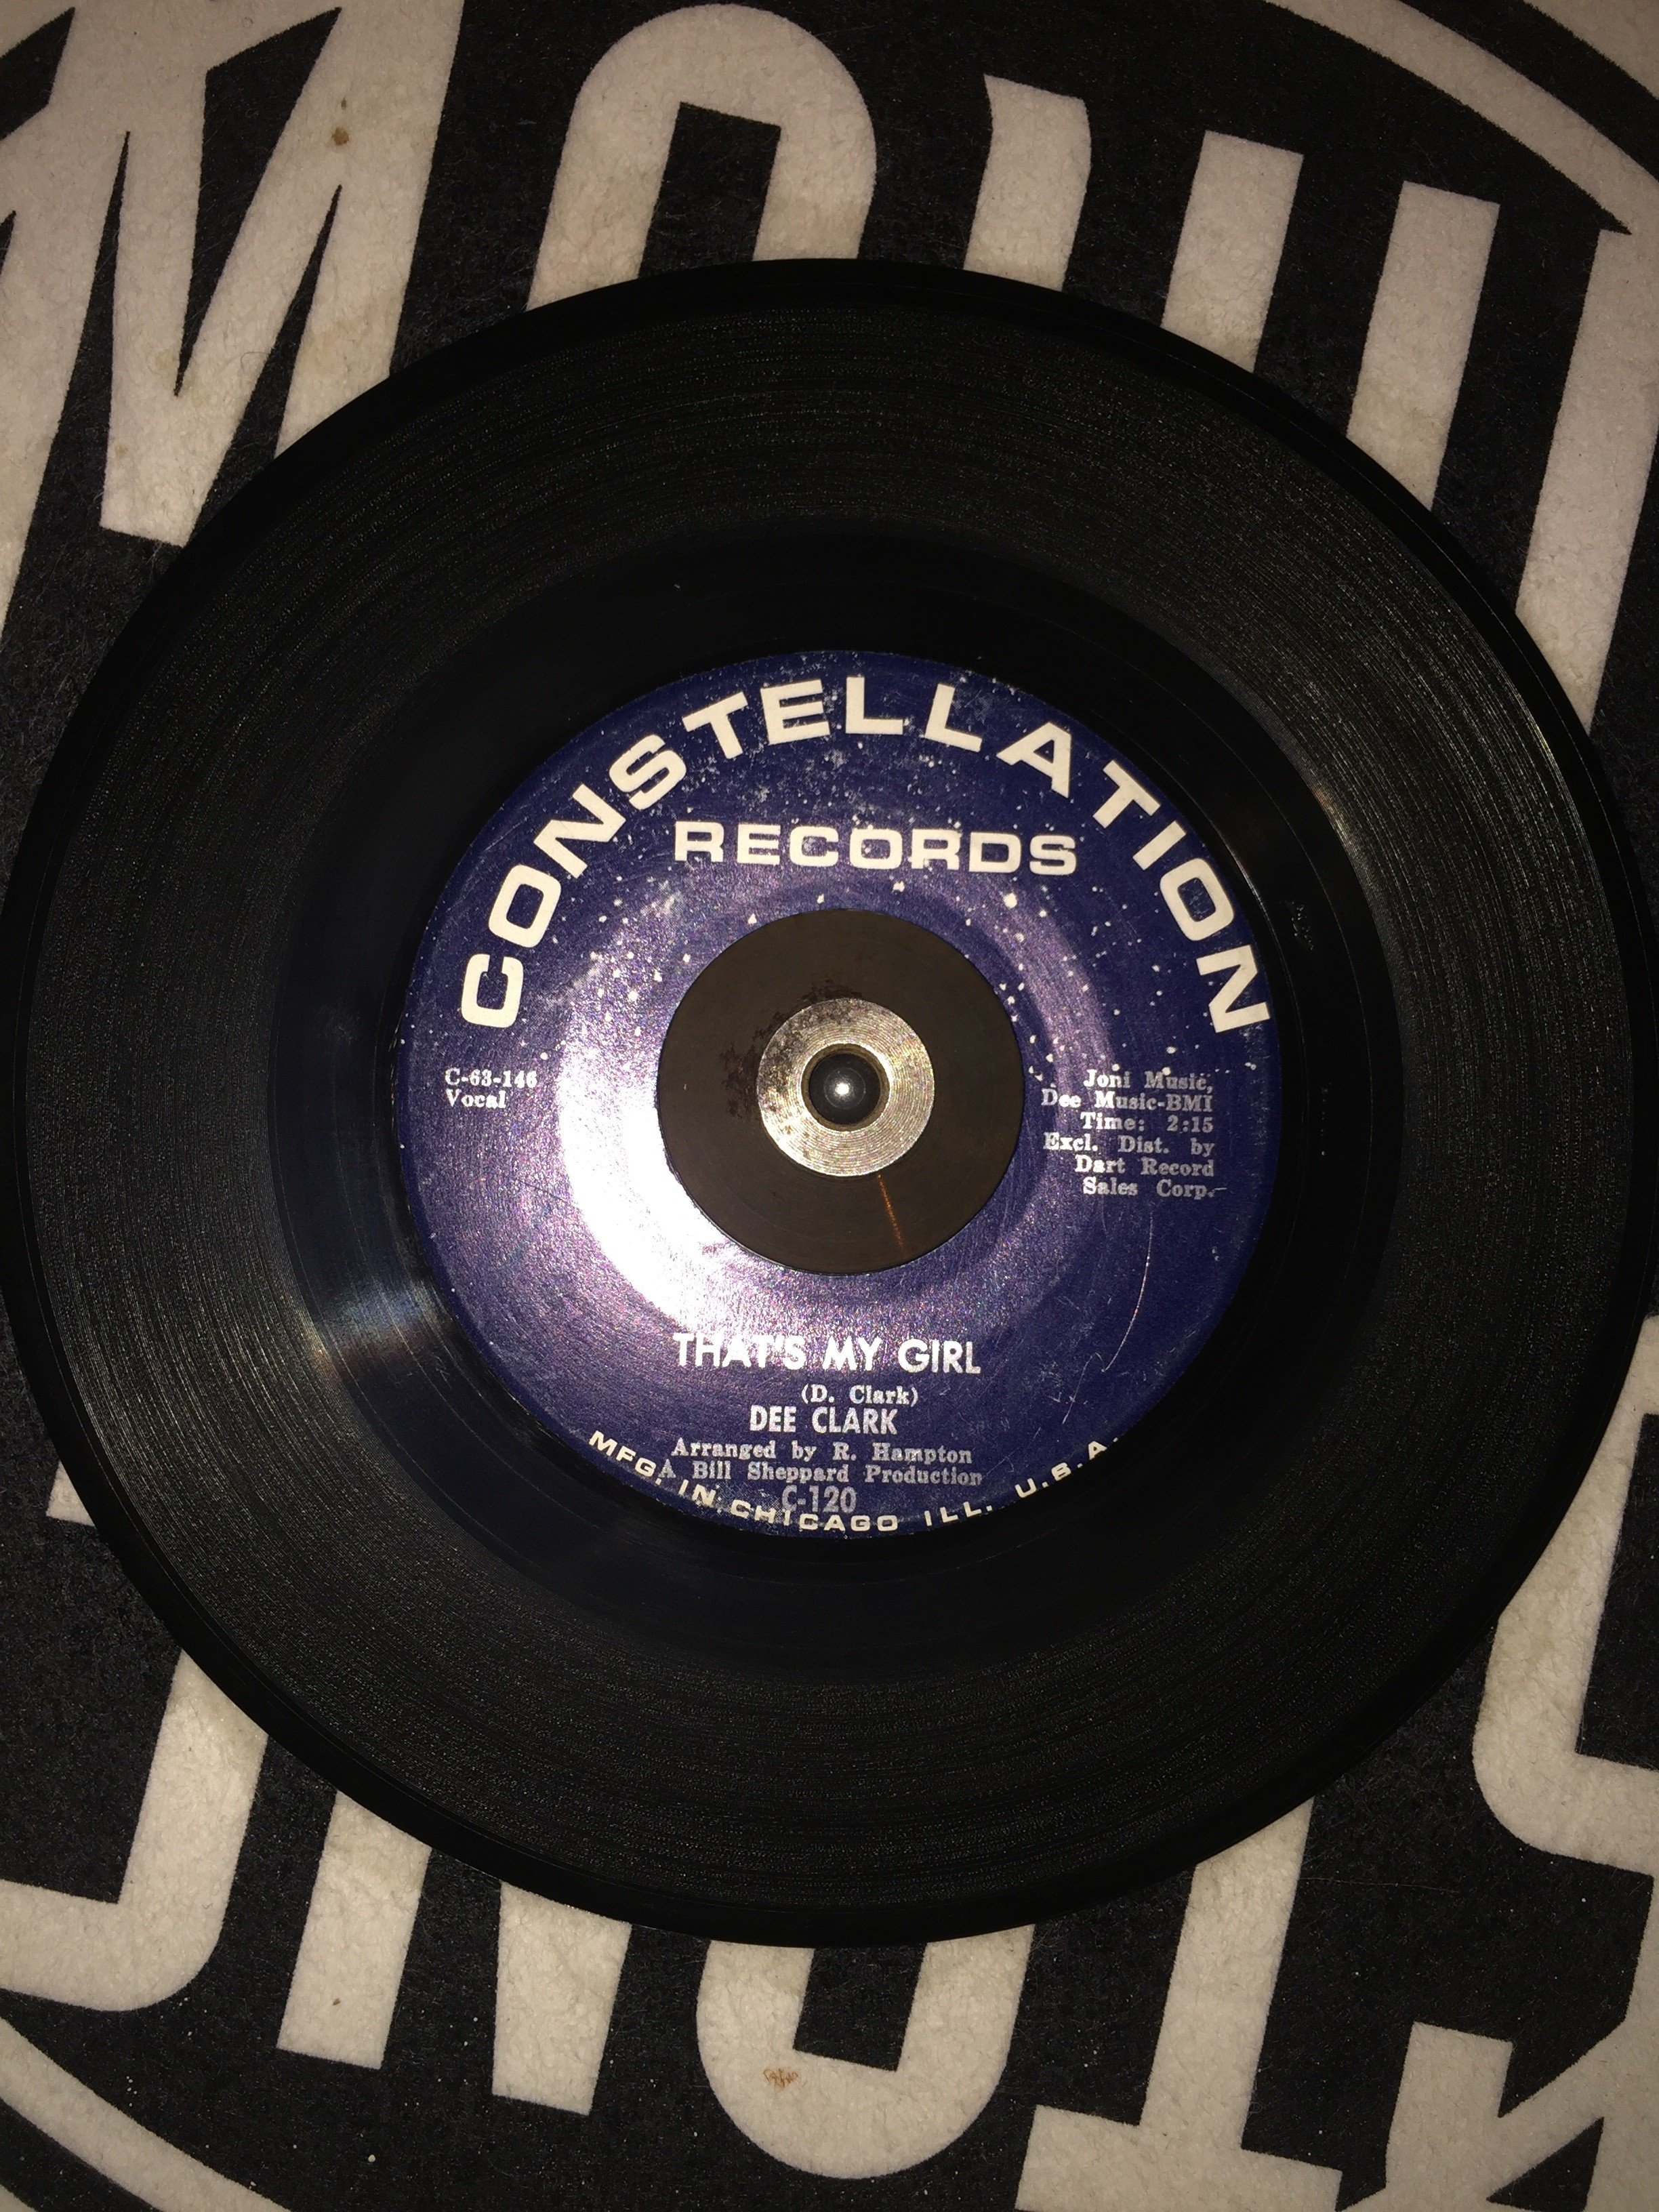 CONSTELLATION
RECORDS
C-63-146
Vocal
Joni Music,
Dee Music-BMI
Time: 2:15
Excl. Dist. by
Dart Record
Sales Corp.
THAT'S MY GIRL
(D. Clark)
DEE CLARK
Arranged by R. Hampton
A Bill Sheppard Production
C-120
MFG. IN CHICAGO ILL. U.S.A.